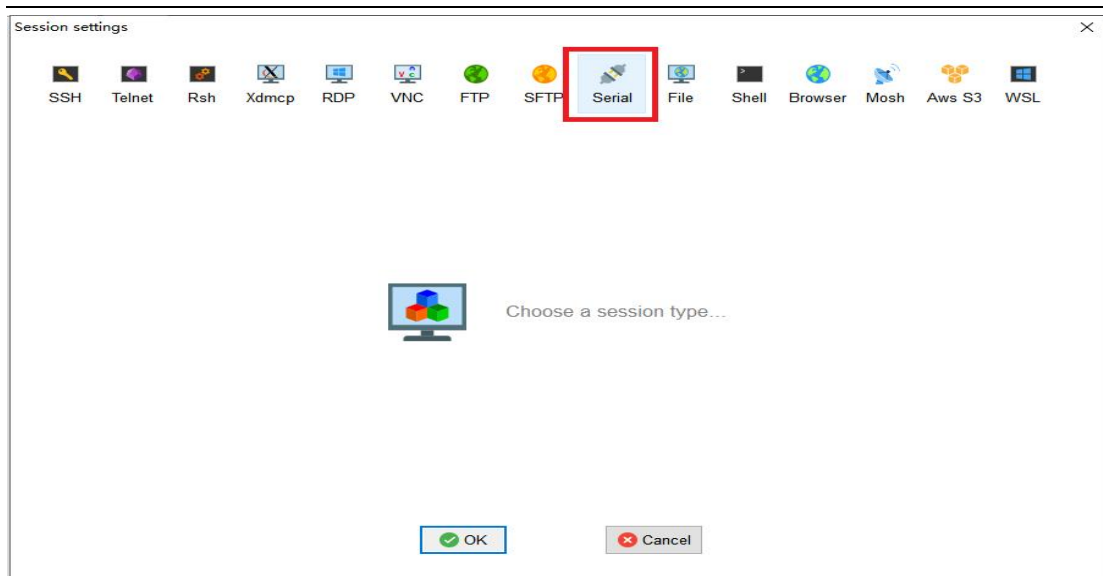 Session settings
SSH Telnet Rsh Xdmcp RDP VNC FTP SFTP Serial File Shell Browser Mosh Aws S3 WSL
Choose a session type...
OK Cancel